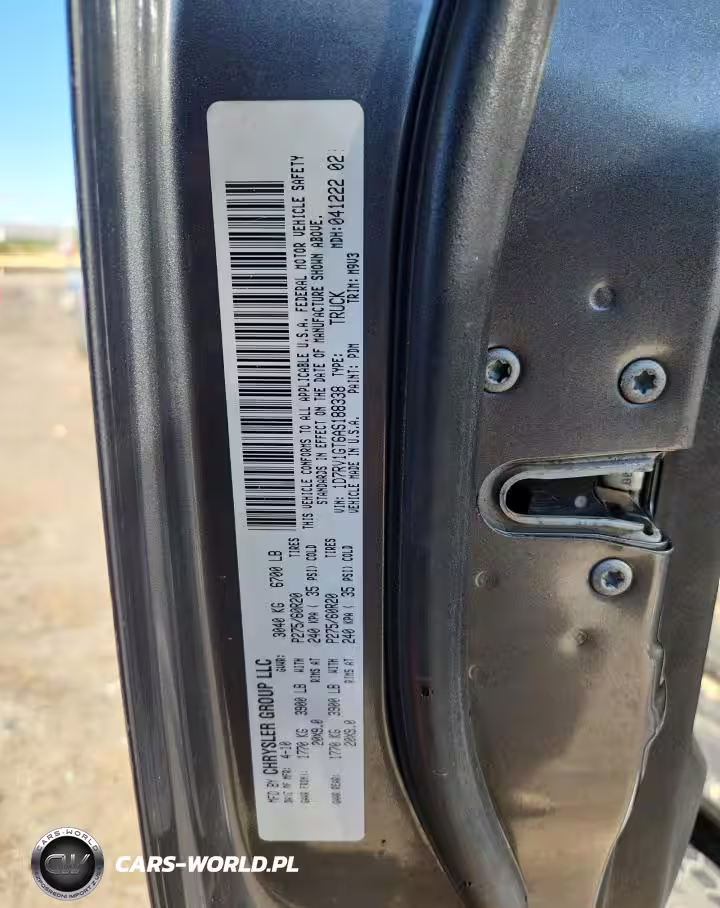 MFD BY CHRYSLER GROUP LLC
DATE OF MFR: 4-10 GVWR: 3040 KG 6700 LB
GAWR FRONT: 1770 KG 3900 LB WITH P275/60R20 TIRES
20X9.0 RIMS AT 240 KPA ( 35 PSI) COLD
GAWR REAR: 1770 KG 3900 LB WITH P275/60R20 TIRES
20X9.0 RIMS AT 240 KPA ( 35 PSI) COLD
THIS VEHICLE CONFORMS TO ALL APPLICABLE U.S.A. FEDERAL MOTOR VEHICLE SAFETY
STANDARDS IN EFFECT ON THE DATE OF MANUFACTURE SHOWN ABOVE.
VIN: 1D7RV1GT6AS188338 TYPE: TRUCK MDH:041222 02
VEHICLE MADE IN U.S.A. PAINT: PDM TRIM: M9V3
CARS-WORLD
CW
CARS-WORLD.PL